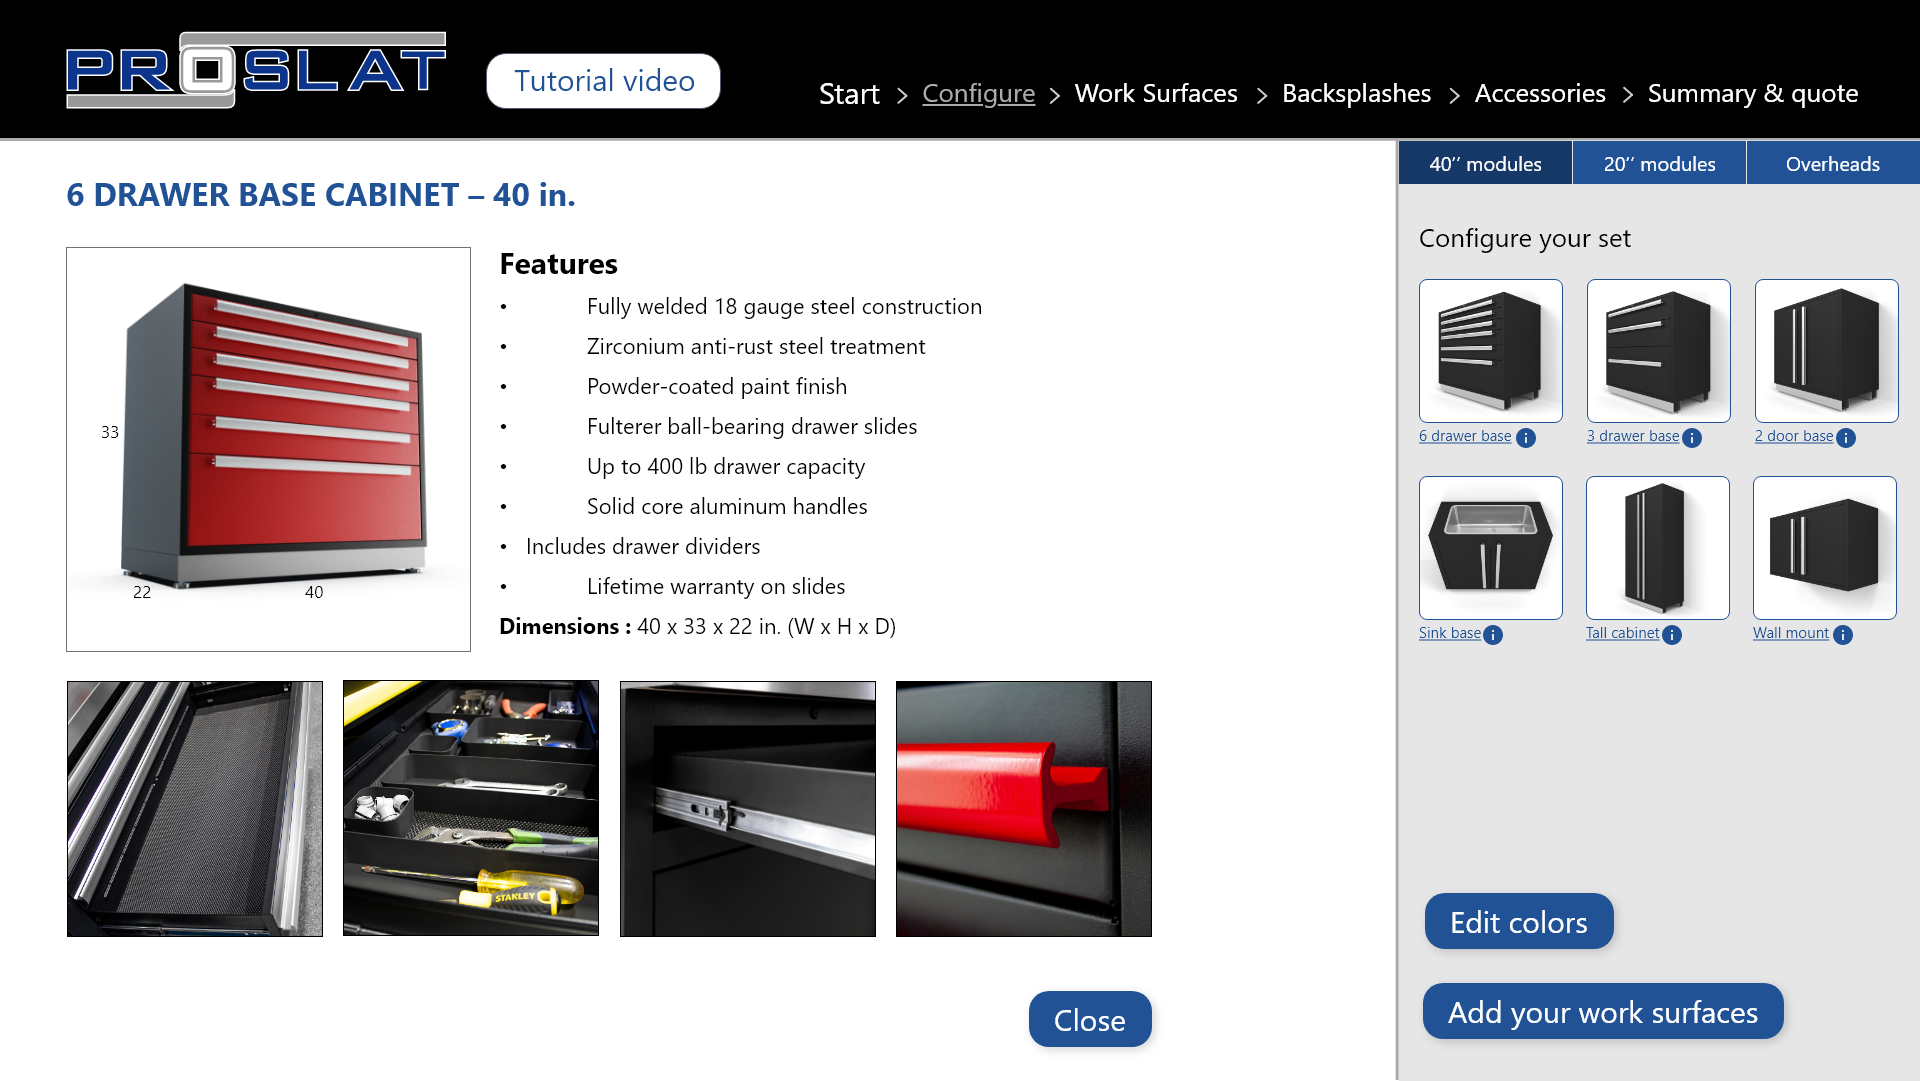 PROSLAT
Tutorial video
Start > Configure > Work Surfaces > Backsplashes > Accessories > Summary & quote
40’’ modules
20’’ modules
Overheads
6 DRAWER BASE CABINET – 40 in.
33
22
40
Features
• Fully welded 18 gauge steel construction
• Zirconium anti-rust steel treatment
• Powder-coated paint finish
• Fulterer ball-bearing drawer slides
• Up to 400 lb drawer capacity
• Solid core aluminum handles
• Includes drawer dividers
• Lifetime warranty on slides
Dimensions : 40 x 33 x 22 in. (W x H x D)
STANLEY
Close
Configure your set
6 drawer base i
3 drawer base i
2 door base i
Sink base i
Tall cabinet i
Wall mount i
Edit colors
Add your work surfaces